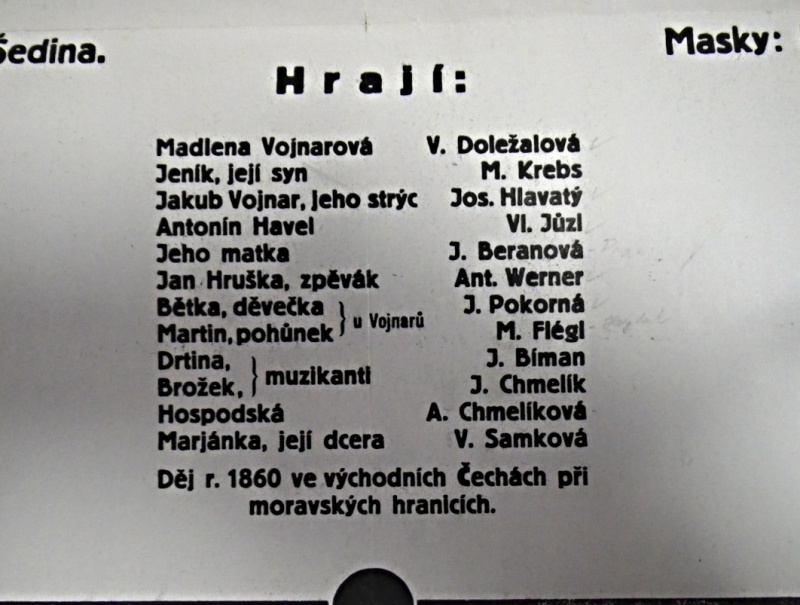 Šedina.
Masky:
Hrají:
Madlena Vojnarová V. Doležalová
Jeník, její syn M. Krebs
Jakub Vojnar, jeho strýc Jos. Hlavatý
Antonín Havel Vl. Jůzl
Jeho matka J. Beranová
Jan Hruška, zpěvák Ant. Werner
Bětka, děvečka } u Vojnarů J. Pokorná
Martin, pohůnek M. Flégl
Drtina, } muzikanti J. Bíman
Brožek, J. Chmelík
Hospodská A. Chmelíková
Marjánka, její dcera V. Samková
Děj r. 1860 ve východních Čechách při
moravských hranicích.